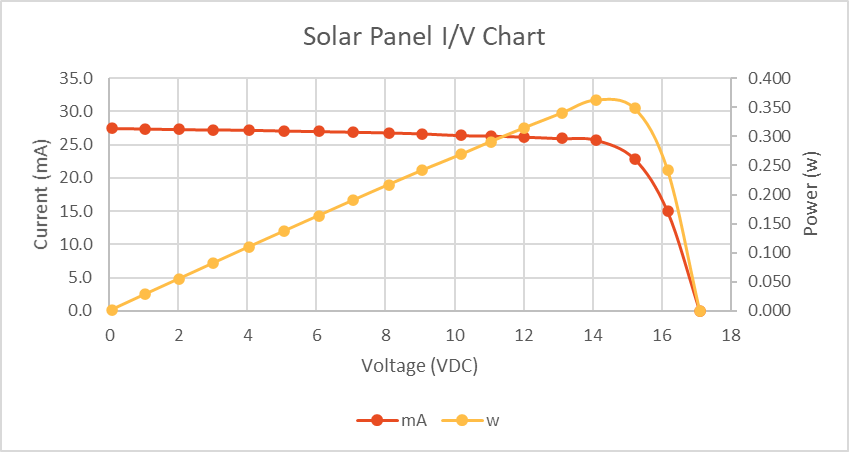 Solar Panel I/V Chart
35.0
30.0
25.0
20.0
15.0
10.0
5.0
0.0
Current (mA)
0.400
0.350
0.300
0.250
0.200
0.150
0.100
0.050
0.000
Power (w)
0 2 4 6 8 10 12 14 16 18
Voltage (VDC)
mA w